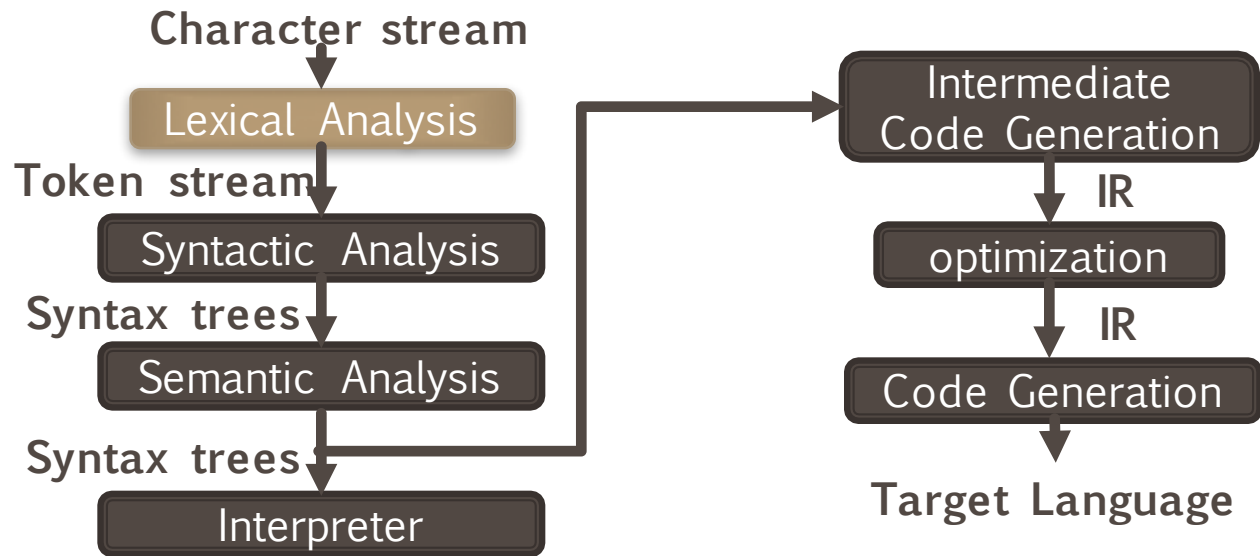 Character stream
Lexical Analysis
Token stream
Syntactic Analysis
Syntax trees
Semantic Analysis
Syntax trees
Interpreter
Intermediate
Code Generation
IR
optimization
IR
Code Generation
Target Language